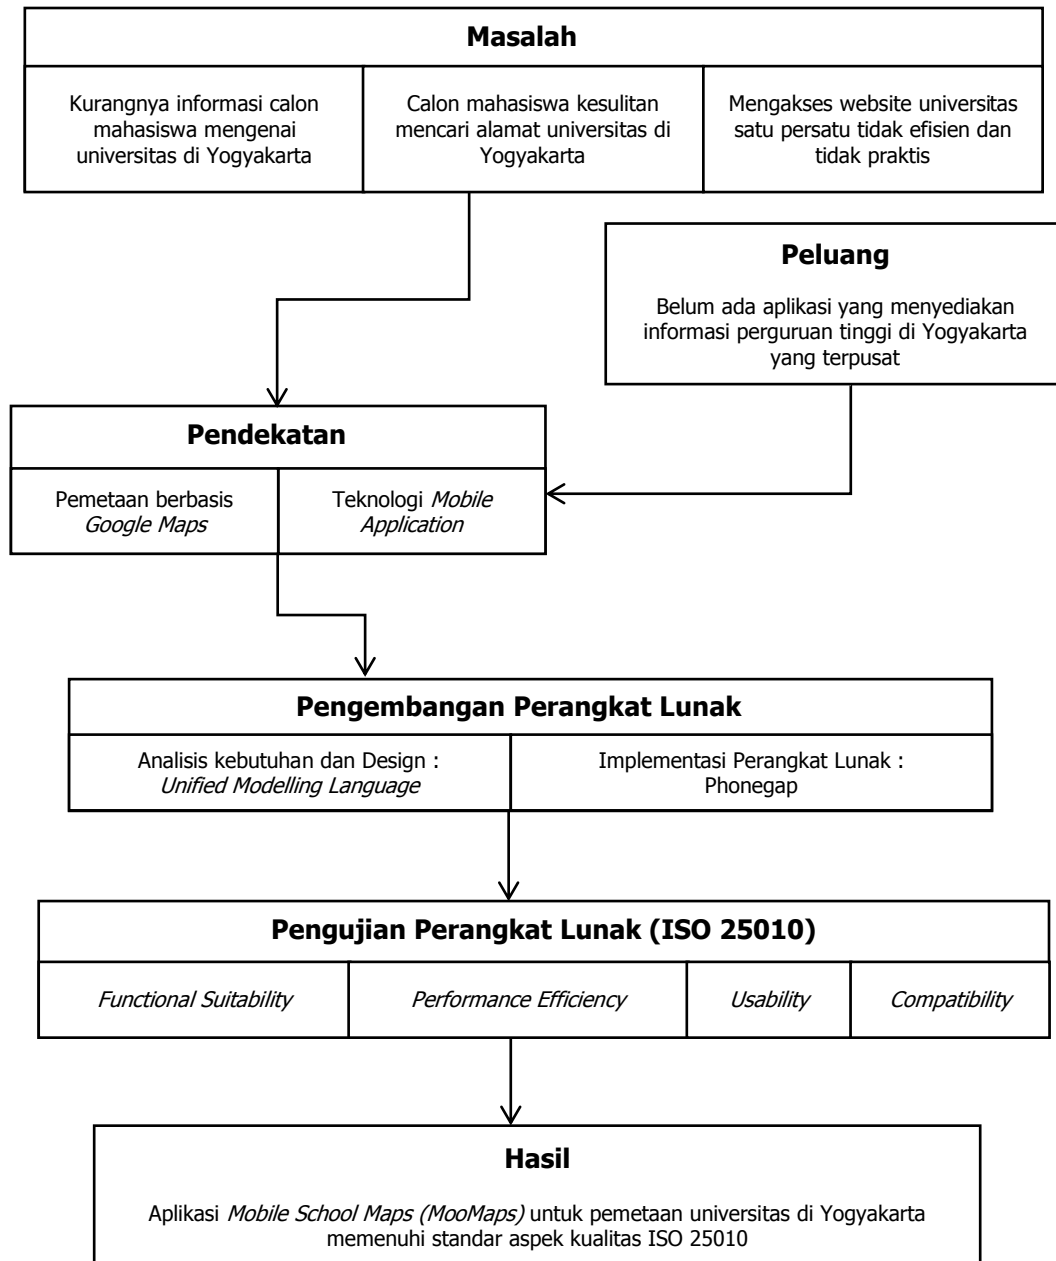 Masalah
Kurangnya informasi calon
mahasiswa mengenai
universitas di Yogyakarta
Calon mahasiswa kesulitan
mencari alamat universitas di
Yogyakarta
Mengakses website universitas
satu persatu tidak efisien dan
tidak praktis
Peluang
Belum ada aplikasi yang menyediakan
informasi perguruan tinggi di Yogyakarta
yang terpusat
Pendekatan
Pemetaan berbasis
Google Maps
Teknologi Mobile
Application
Pengembangan Perangkat Lunak
Analisis kebutuhan dan Design :
Unified Modelling Language
Implementasi Perangkat Lunak :
Phonegap
Pengujian Perangkat Lunak (ISO 25010)
Functional Suitability
Performance Efficiency
Usability
Compatibility
Hasil
Aplikasi Mobile School Maps (MooMaps) untuk pemetaan universitas di Yogyakarta
memenuhi standar aspek kualitas ISO 25010